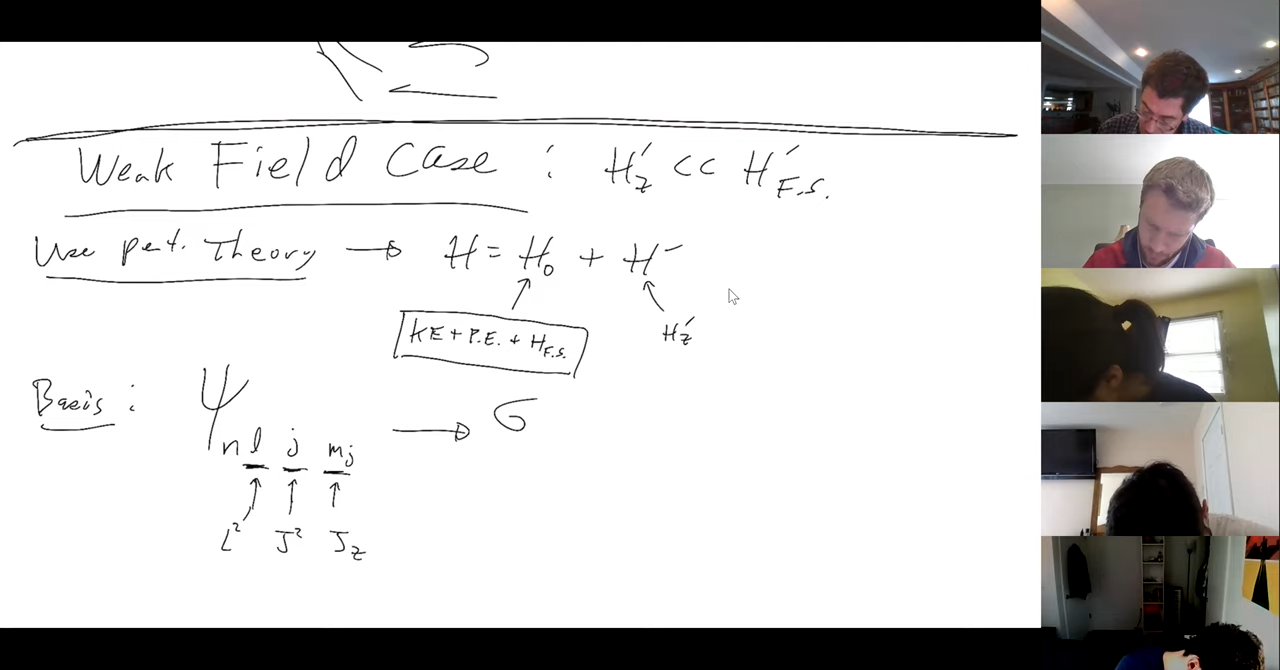 Weak Field Case : H'z << H'F.s.
Use pert. Theory → H = H₀ + H'
KE + P.E. + HF.s.
H'z
Basis : ψ n l j mj →
L² J² Jz